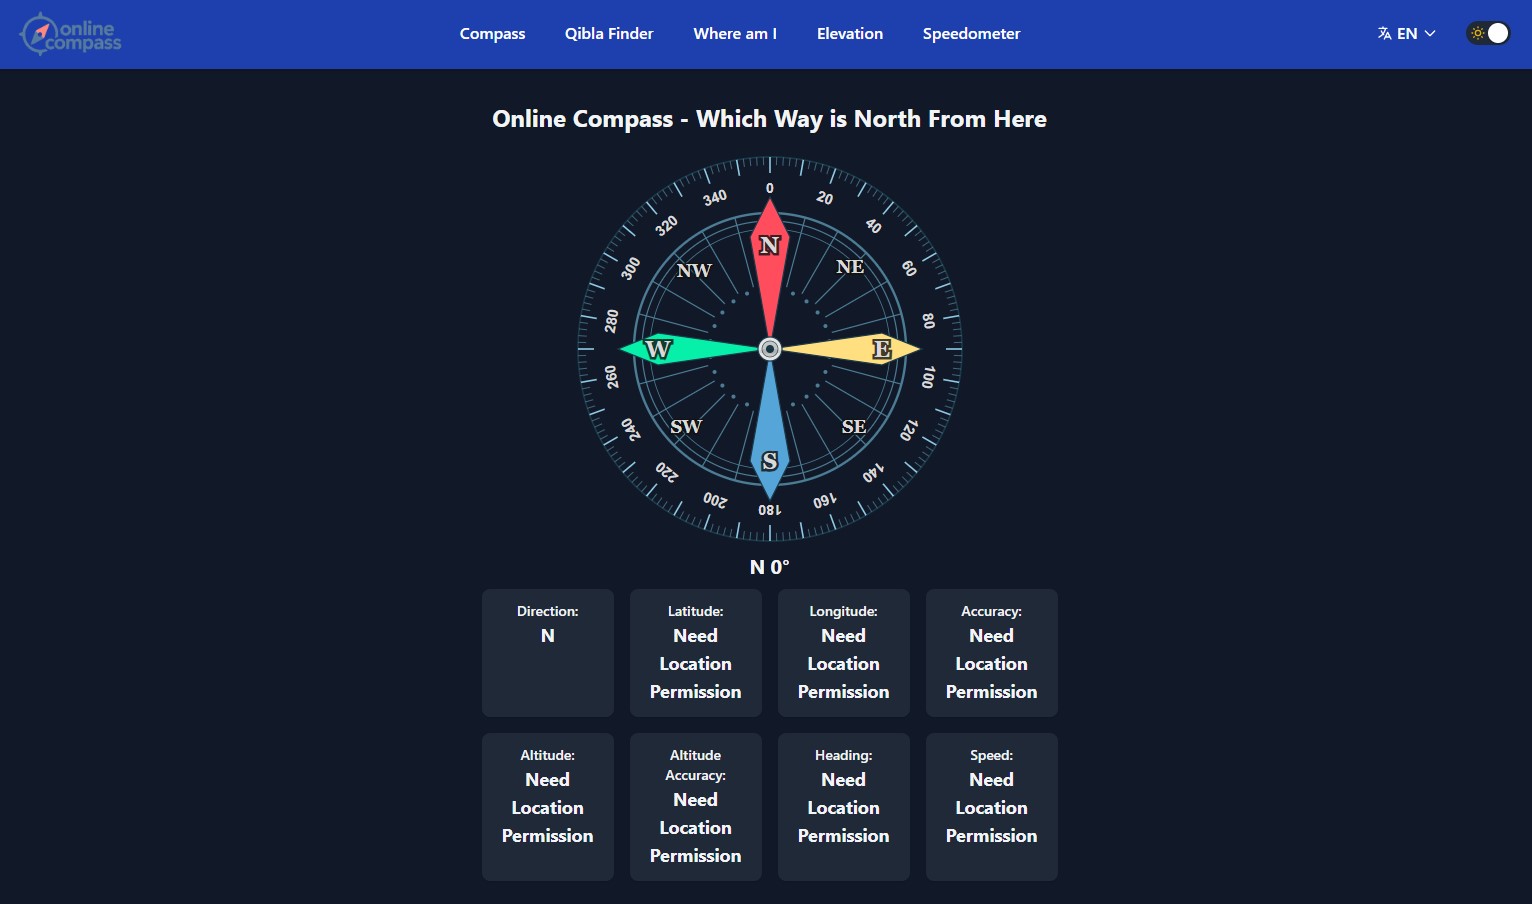 online
compass
Compass
Qibla Finder
Where am I
Elevation
Speedometer
EN
Online Compass - Which Way is North From Here
0
20
40
60
80
100
120
140
160
180
200
220
240
260
280
300
320
340
N
NE
E
SE
S
SW
W
NW
N 0°
Direction:
N
Latitude:
Need
Location
Permission
Longitude:
Need
Location
Permission
Accuracy:
Need
Location
Permission
Altitude:
Need
Location
Permission
Altitude
Accuracy:
Need
Location
Permission
Heading:
Need
Location
Permission
Speed:
Need
Location
Permission